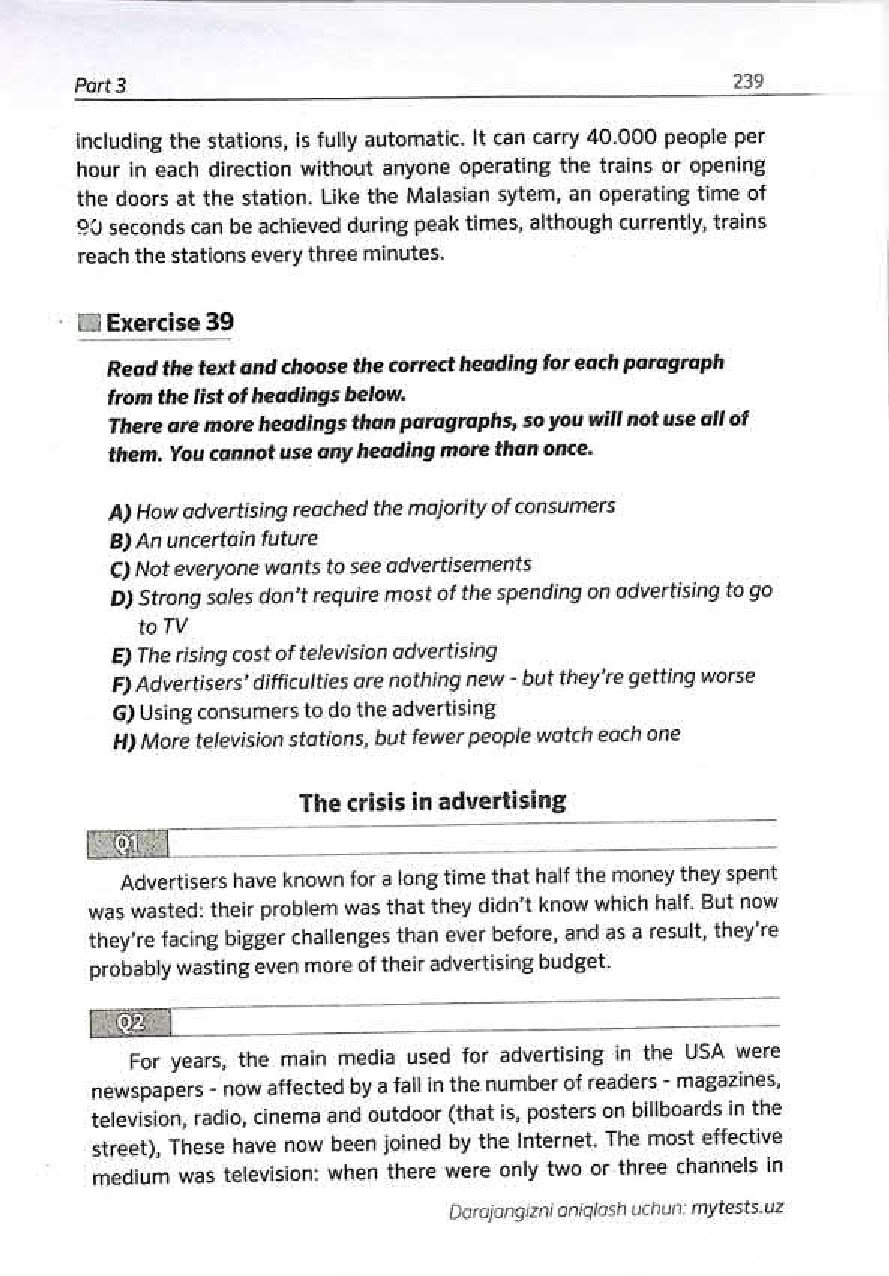 Part 3
239
including the stations, is fully automatic. It can carry 40.000 people per
hour in each direction without anyone operating the trains or opening
the doors at the station. Like the Malasian sytem, an operating time of
90 seconds can be achieved during peak times, although currently, trains
reach the stations every three minutes.
Exercise 39
Read the text and choose the correct heading for each paragraph
from the list of headings below.
There are more headings than paragraphs, so you will not use all of
them. You cannot use any heading more than once.
A) How advertising reached the majority of consumers
B) An uncertain future
C) Not everyone wants to see advertisements
D) Strong sales don't require most of the spending on advertising to go
to TV
E) The rising cost of television advertising
F) Advertisers' difficulties are nothing new - but they're getting worse
G) Using consumers to do the advertising
H) More television stations, but fewer people watch each one
The crisis in advertising
Q1
Advertisers have known for a long time that half the money they spent
was wasted: their problem was that they didn't know which half. But now
they're facing bigger challenges than ever before, and as a result, they're
probably wasting even more of their advertising budget.
Q2
For years, the main media used for advertising in the USA were
newspapers - now affected by a fall in the number of readers - magazines,
television, radio, cinema and outdoor (that is, posters on billboards in the
street), These have now been joined by the Internet. The most effective
medium was television: when there were only two or three channels in
Darajangizni aniqlash uchun: mytests.uz